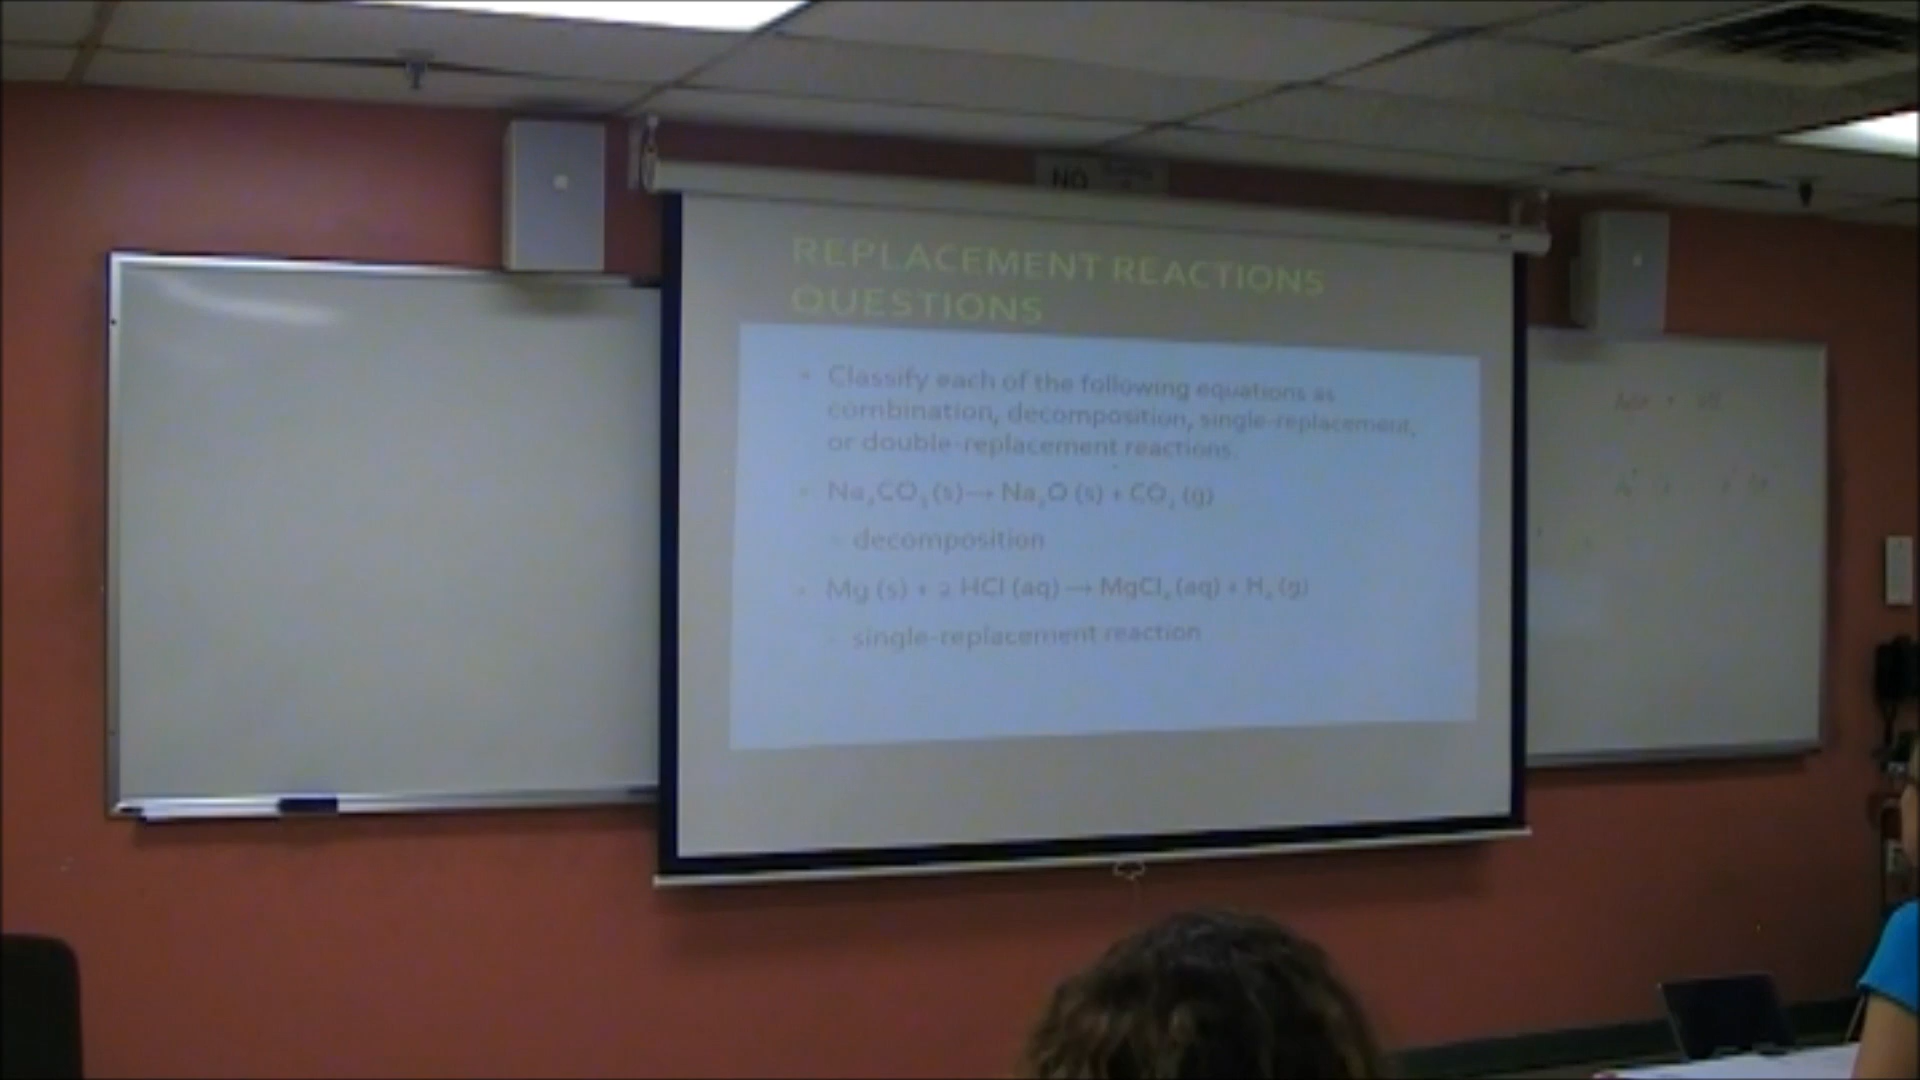 NO
REPLACEMENT REACTIONS
QUESTIONS
• Classify each of the following equations as
combination, decomposition, single-replacement,
or double-replacement reactions.
• Na₂CO₃ (s) → Na₂O (s) + CO₂ (g)
– decomposition
• Mg (s) + 2 HCl (aq) → MgCl₂ (aq) + H₂ (g)
– single-replacement reaction